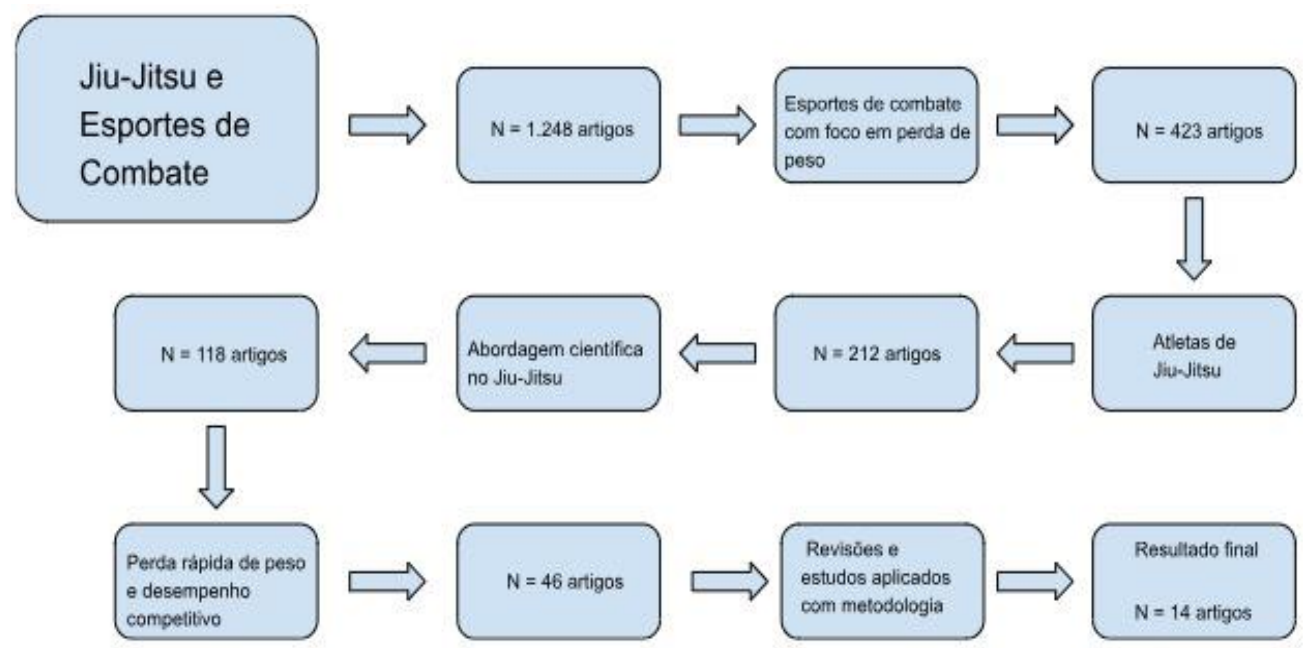 Jiu-Jitsu e
Esportes de
Combate
N = 1.248 artigos
Esportes de combate
com foco em perda de
peso
N = 423 artigos
Atletas de
Jiu-Jitsu
N = 212 artigos
Abordagem científica
no Jiu-Jitsu
N = 118 artigos
Perda rápida de peso
e desempenho
competitivo
N = 46 artigos
Revisões e
estudos aplicados
com metodologia
Resultado final
N = 14 artigos